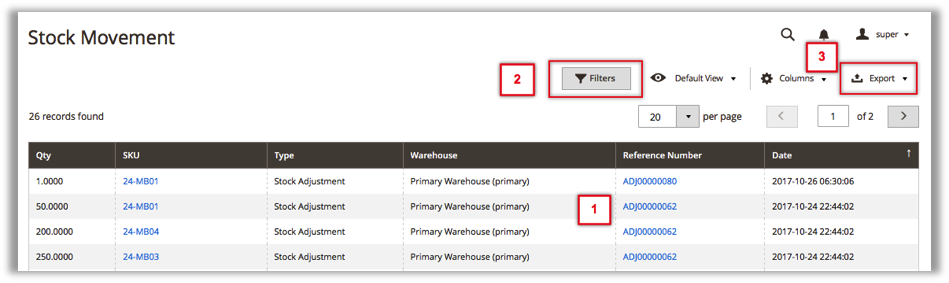 Stock Movement
super
3
2
Filters
Default View
Columns
Export
26 records found
20
per page
1
of 2
Qty SKU Type Warehouse Reference Number Date ↑
1.0000 24-MB01 Stock Adjustment Primary Warehouse (primary) ADJ00000080 2017-10-26 06:30:06
50.0000 24-MB01 Stock Adjustment Primary Warehouse (primary) 1 ADJ00000062 2017-10-24 22:44:02
200.0000 24-MB04 Stock Adjustment Primary Warehouse (primary) ADJ00000062 2017-10-24 22:44:02
250.0000 24-MB03 Stock Adjustment Primary Warehouse (primary) ADJ00000062 2017-10-24 22:44:02